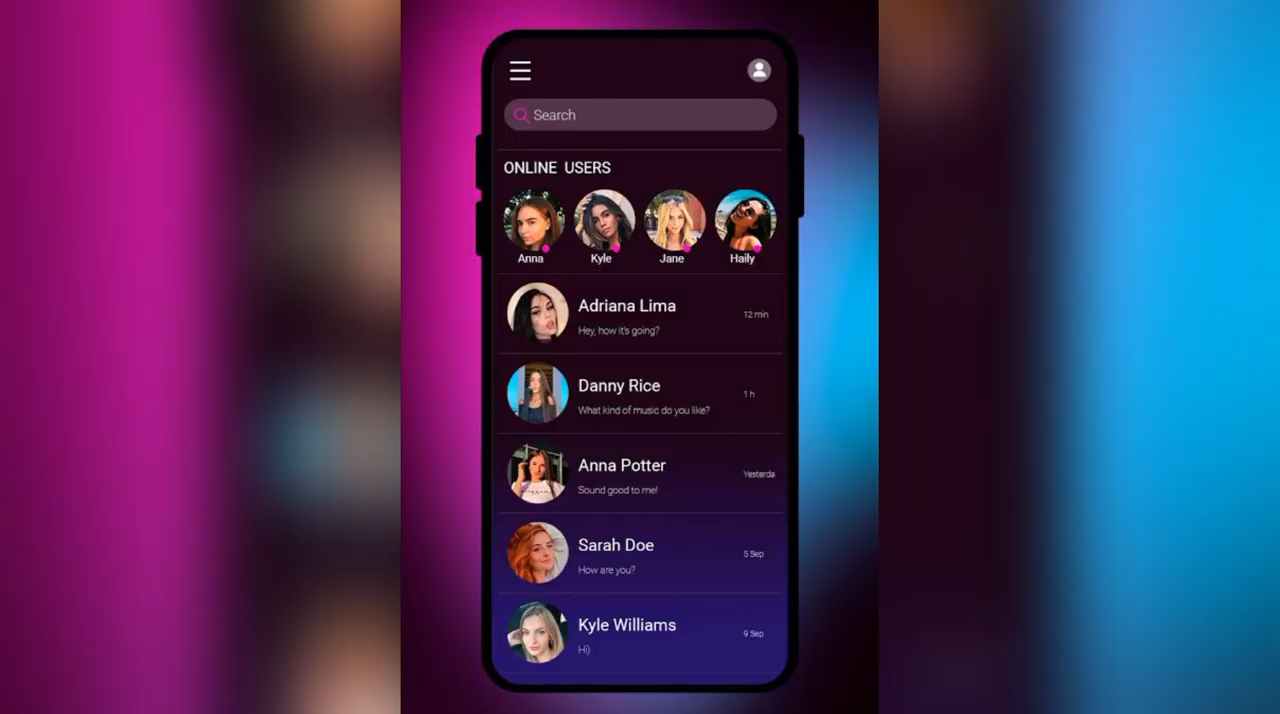 Search
ONLINE USERS
Anna Kyle Jane Haily
Adriana Lima
12 min
Hey, how it's going?
Danny Rice
1 h
What kind of music do you like?
Anna Potter
Yesterda
Sound good to me!
Sarah Doe
5 Sep
How are you?
Kyle Williams
9 Sep
Hi)